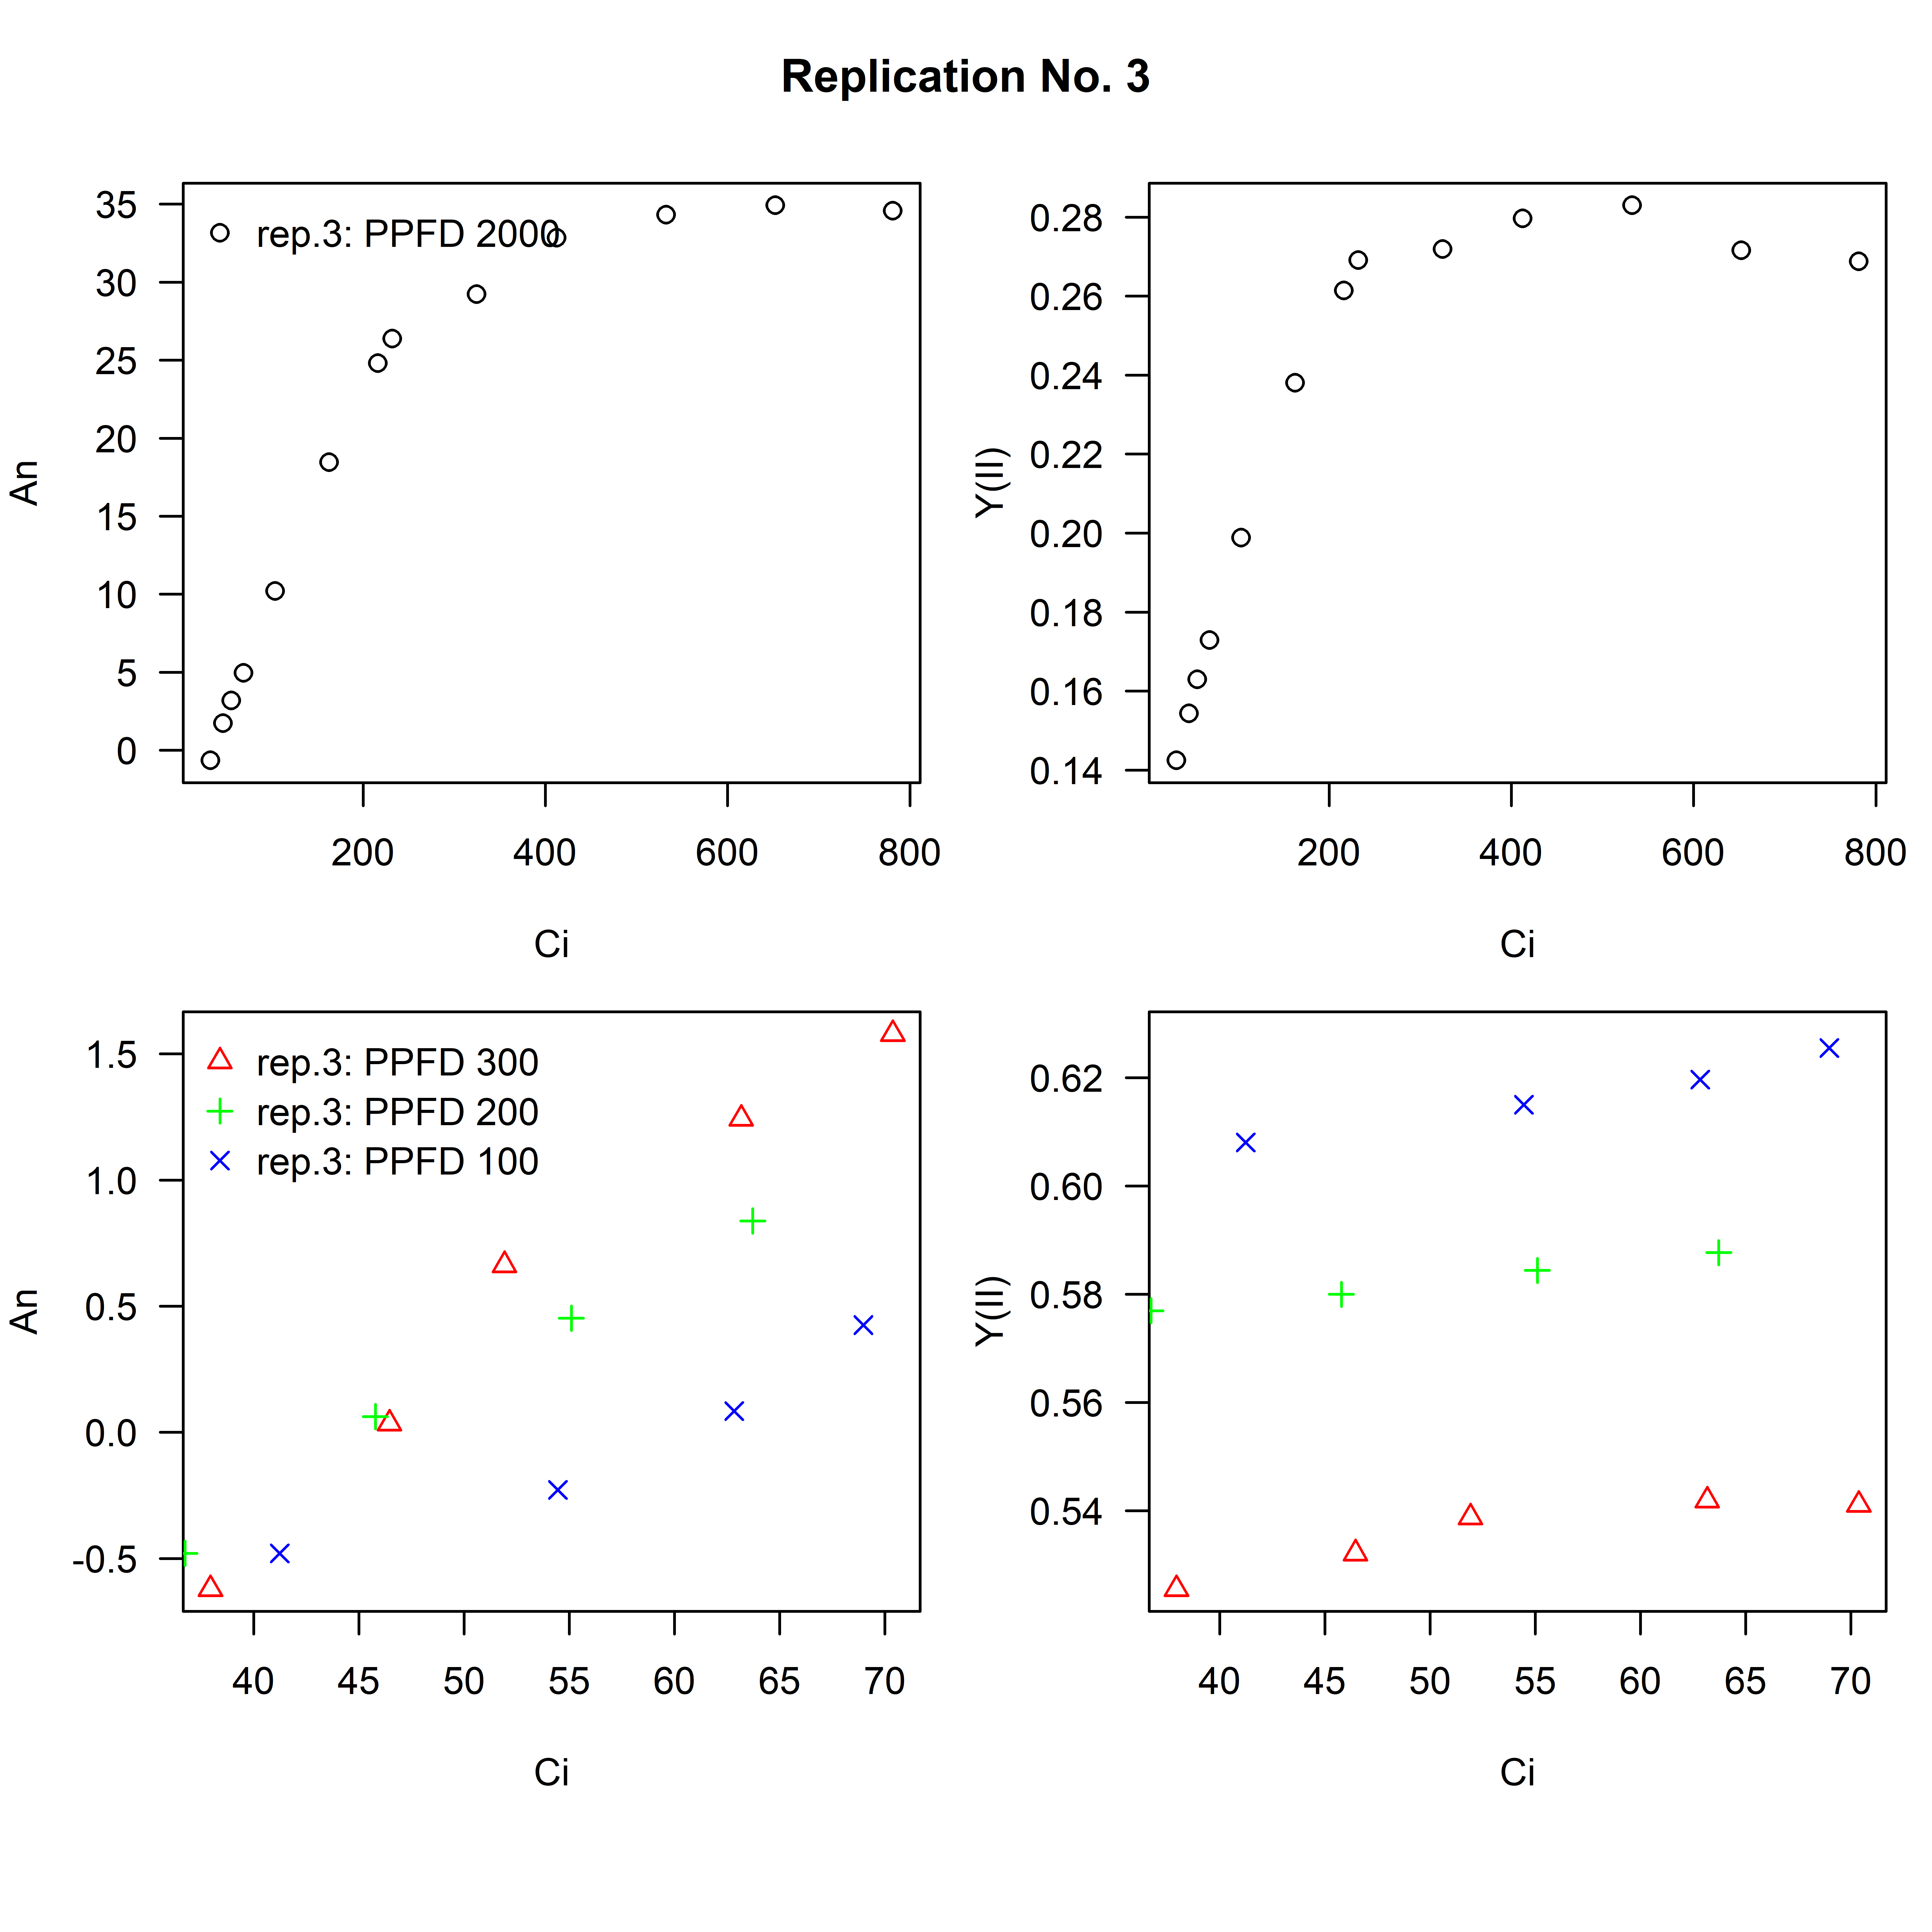 Replication No. 3
35
30
25
20
15
10
5
0
An
rep.3: PPFD 2000
200 400 600 800
Ci
0.28
0.26
0.24
0.22
0.20
0.18
0.16
0.14
Y(II)
200 400 600 800
Ci
1.5
1.0
0.5
0.0
-0.5
An
rep.3: PPFD 300
rep.3: PPFD 200
rep.3: PPFD 100
40 45 50 55 60 65 70
Ci
0.62
0.60
0.58
0.56
0.54
Y(II)
40 45 50 55 60 65 70
Ci